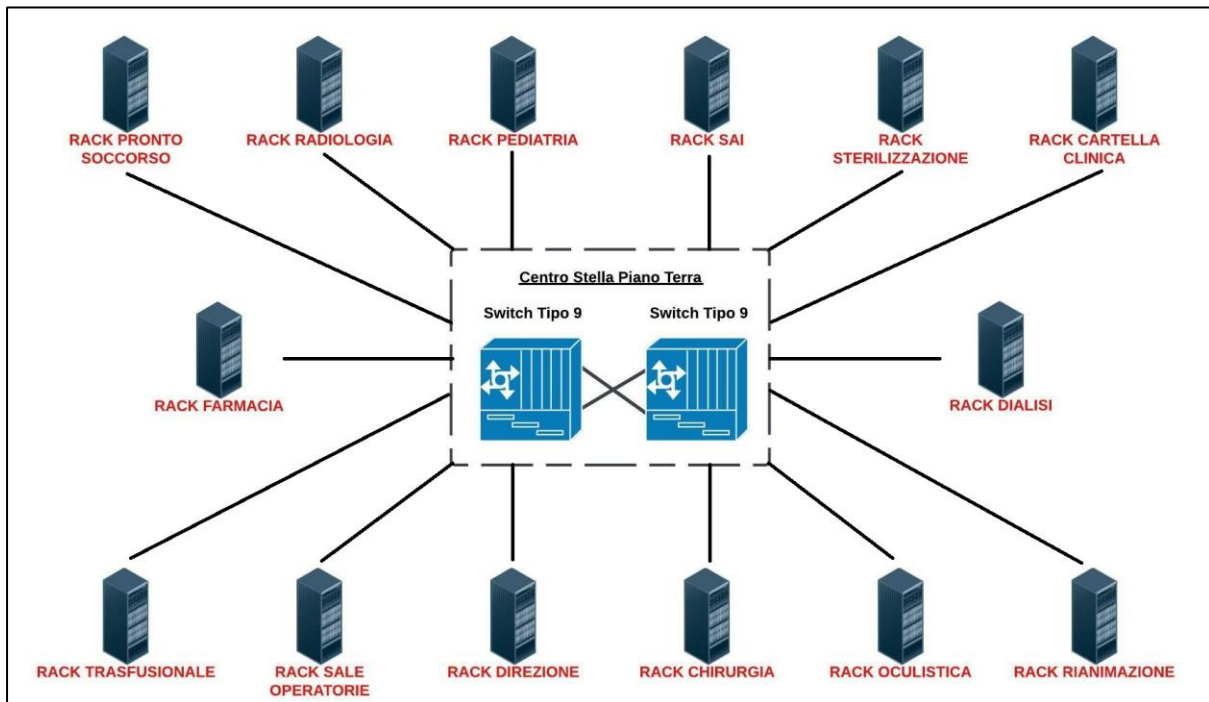 RACK PRONTO
SOCCORSO
RACK RADIOLOGIA
RACK PEDIATRIA
RACK SAI
RACK
STERILIZZAZIONE
RACK CARTELLA
CLINICA
Centro Stella Piano Terra
Switch Tipo 9
Switch Tipo 9
RACK FARMACIA
RACK DIALISI
RACK TRASFUSIONALE
RACK SALE
OPERATORIE
RACK DIREZIONE
RACK CHIRURGIA
RACK OCULISTICA
RACK RIANIMAZIONE